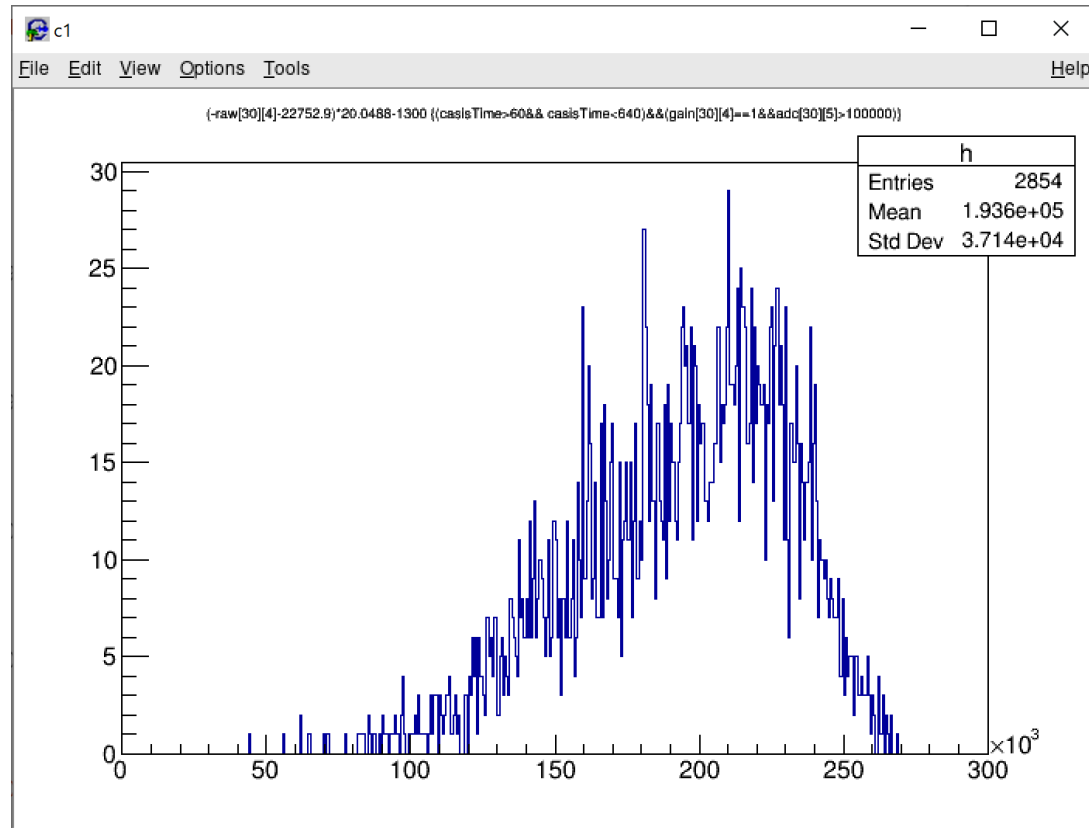 c1
File Edit View Options Tools Help
(-raw[30][4]-22752.9)*20.0488-1300 {(casisTime>60&& casisTime<640)&&(gain[30][4]==1&&adc[30][5]>100000)}
h
Entries 2854
Mean 1.936e+05
Std Dev 3.714e+04
30
25
20
15
10
5
0
0 50 100 150 200 250 300
×10³